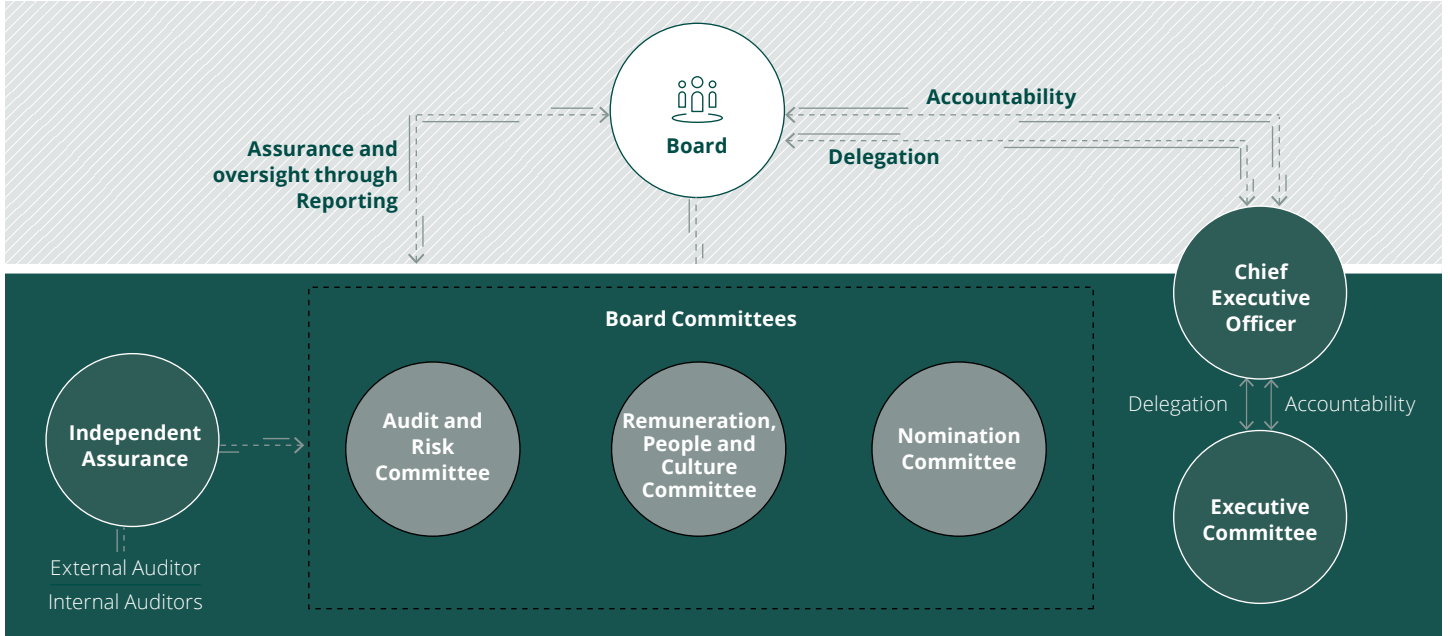 Board
Accountability
Delegation
Assurance and
oversight through
Reporting
Chief
Executive
Officer
Board Committees
Independent
Assurance
Audit and
Risk
Committee
Remuneration,
People and
Culture
Committee
Nomination
Committee
Delegation
Accountability
Executive
Committee
External Auditor
Internal Auditors